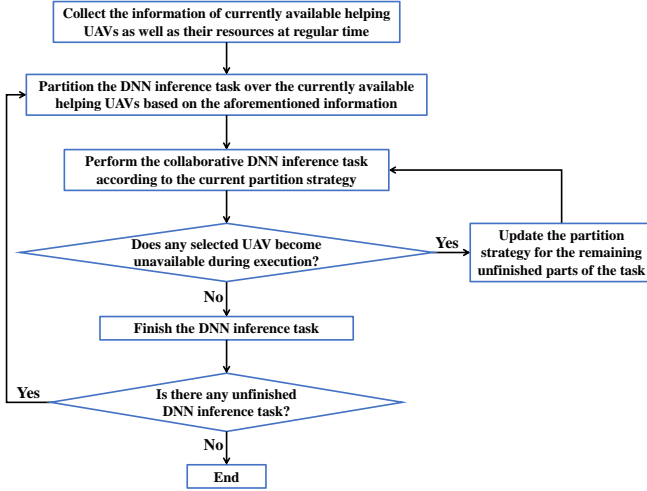 Collect the information of currently available helping
UAVs as well as their resources at regular time
Partition the DNN inference task over the currently available
helping UAVs based on the aforementioned information
Perform the collaborative DNN inference task
according to the current partition strategy
Does any selected UAV become
unavailable during execution?
Yes
Update the partition
strategy for the remaining
unfinished parts of the task
No
Finish the DNN inference task
Yes
Is there any unfinished
DNN inference task?
No
End